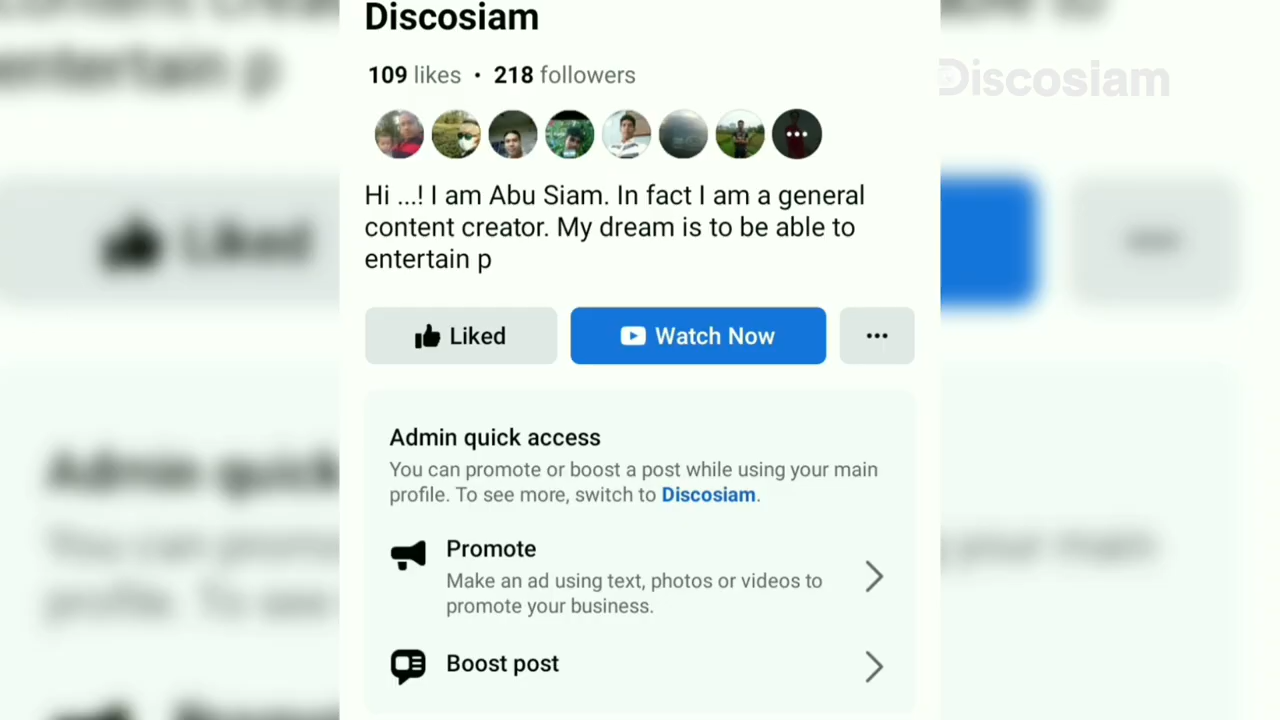 Discosiam
109 likes • 218 followers
Discosiam
Hi ...! I am Abu Siam. In fact I am a general
content creator. My dream is to be able to
entertain p
Liked
Watch Now
Admin quick access
You can promote or boost a post while using your main
profile. To see more, switch to Discosiam.
Promote
Make an ad using text, photos or videos to
promote your business.
Boost post